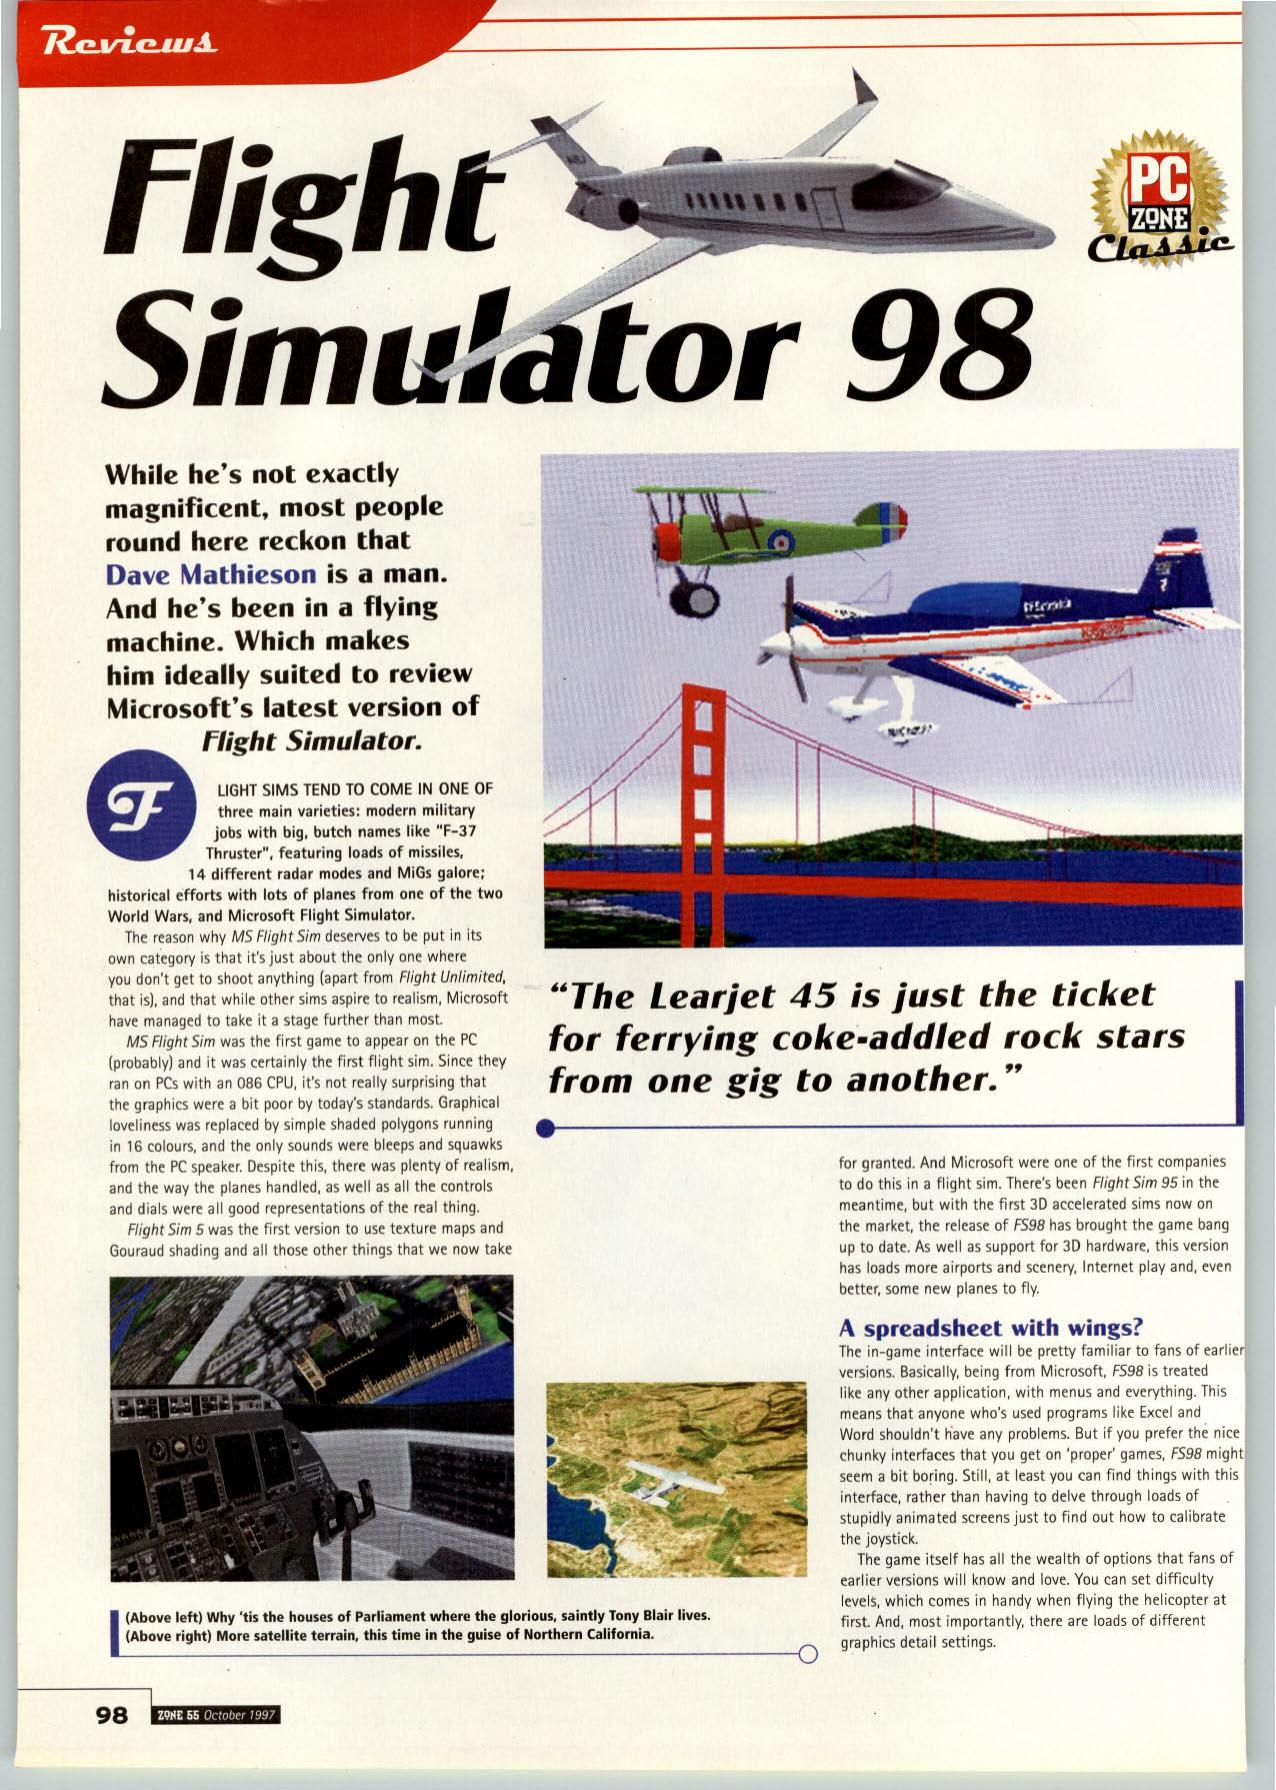 Reviews
Flight
Simulator 98
PC
ZONE
Classic
While he's not exactly
magnificent, most people
round here reckon that
Dave Mathieson is a man.
And he's been in a flying
machine. Which makes
him ideally suited to review
Microsoft's latest version of
Flight Simulator.
F
LIGHT SIMS TEND TO COME IN ONE OF
three main varieties: modern military
jobs with big, butch names like "F-37
Thruster", featuring loads of missiles,
14 different radar modes and MiGs galore;
historical efforts with lots of planes from one of the two
World Wars, and Microsoft Flight Simulator.
The reason why MS Flight Sim deserves to be put in its
own category is that it's just about the only one where
you don't get to shoot anything (apart from Flight Unlimited,
that is), and that while other sims aspire to realism, Microsoft
have managed to take it a stage further than most.
MS Flight Sim was the first game to appear on the PC
(probably) and it was certainly the first flight sim. Since they
ran on PCs with an 086 CPU, it's not really surprising that
the graphics were a bit poor by today's standards. Graphical
loveliness was replaced by simple shaded polygons running
in 16 colours, and the only sounds were bleeps and squawks
from the PC speaker. Despite this, there was plenty of realism,
and the way the planes handled, as well as all the controls
and dials were all good representations of the real thing.
Flight Sim 5 was the first version to use texture maps and
Gouraud shading and all those other things that we now take
"The Learjet 45 is just the ticket
for ferrying coke-addled rock stars
from one gig to another."
for granted. And Microsoft were one of the first companies
to do this in a flight sim. There's been Flight Sim 95 in the
meantime, but with the first 3D accelerated sims now on
the market, the release of FS98 has brought the game bang
up to date. As well as support for 3D hardware, this version
has loads more airports and scenery, Internet play and, even
better, some new planes to fly.
A spreadsheet with wings?
The in-game interface will be pretty familiar to fans of earlier
versions. Basically, being from Microsoft, FS98 is treated
like any other application, with menus and everything. This
means that anyone who's used programs like Excel and
Word shouldn't have any problems. But if you prefer the nice
chunky interfaces that you get on 'proper' games, FS98 might
seem a bit boring. Still, at least you can find things with this
interface, rather than having to delve through loads of
stupidly animated screens just to find out how to calibrate
the joystick.
The game itself has all the wealth of options that fans of
earlier versions will know and love. You can set difficulty
levels, which comes in handy when flying the helicopter at
first. And, most importantly, there are loads of different
graphics detail settings.
(Above left) Why 'tis the houses of Parliament where the glorious, saintly Tony Blair lives.
(Above right) More satellite terrain, this time in the guise of Northern California.
98 ZONE 55 October 1997